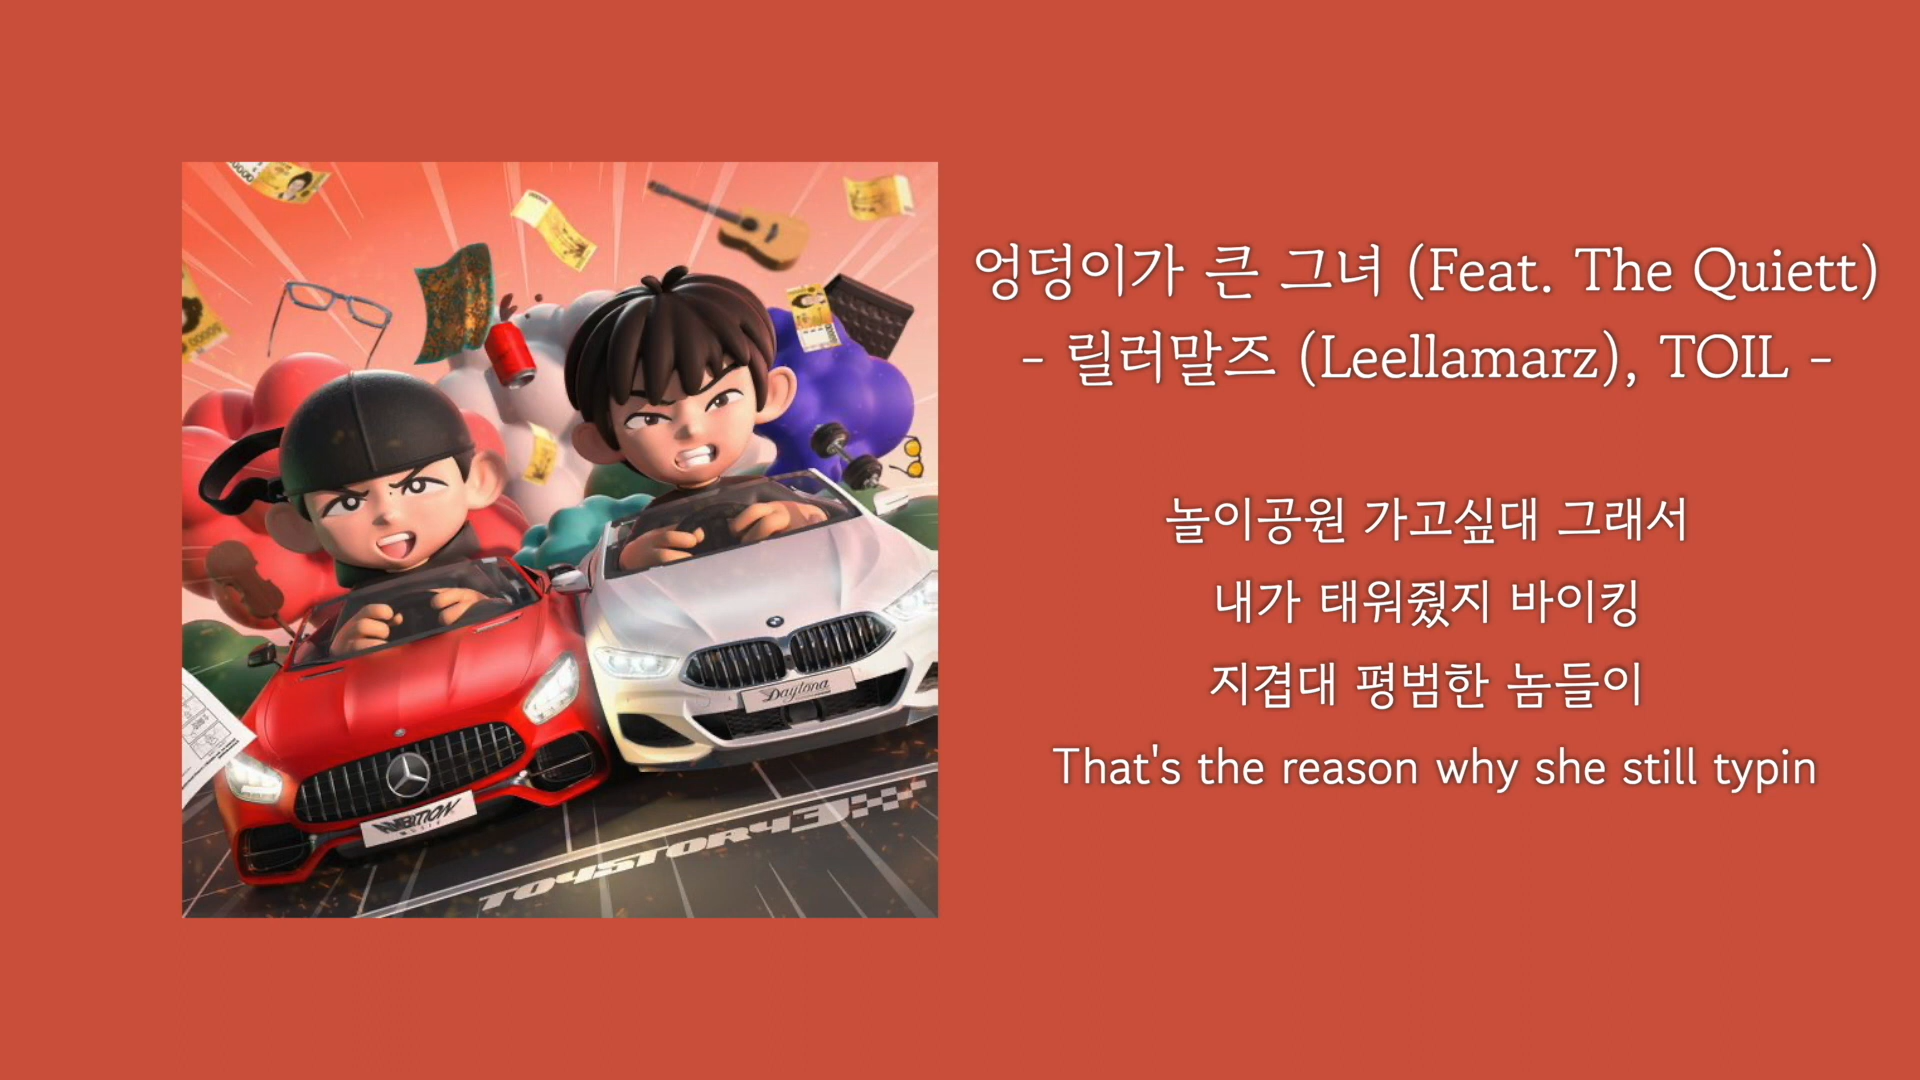 엉덩이가 큰 그녀 (Feat. The Quiett)
- 릴러말즈 (Leellamarz), TOIL -
놀이공원 가고싶대 그래서
내가 태워줬지 바이킹
지겹대 평범한 놈들이
That's the reason why she still typin
Daytona
AMBITION
MUSIK
TOYSTORY3